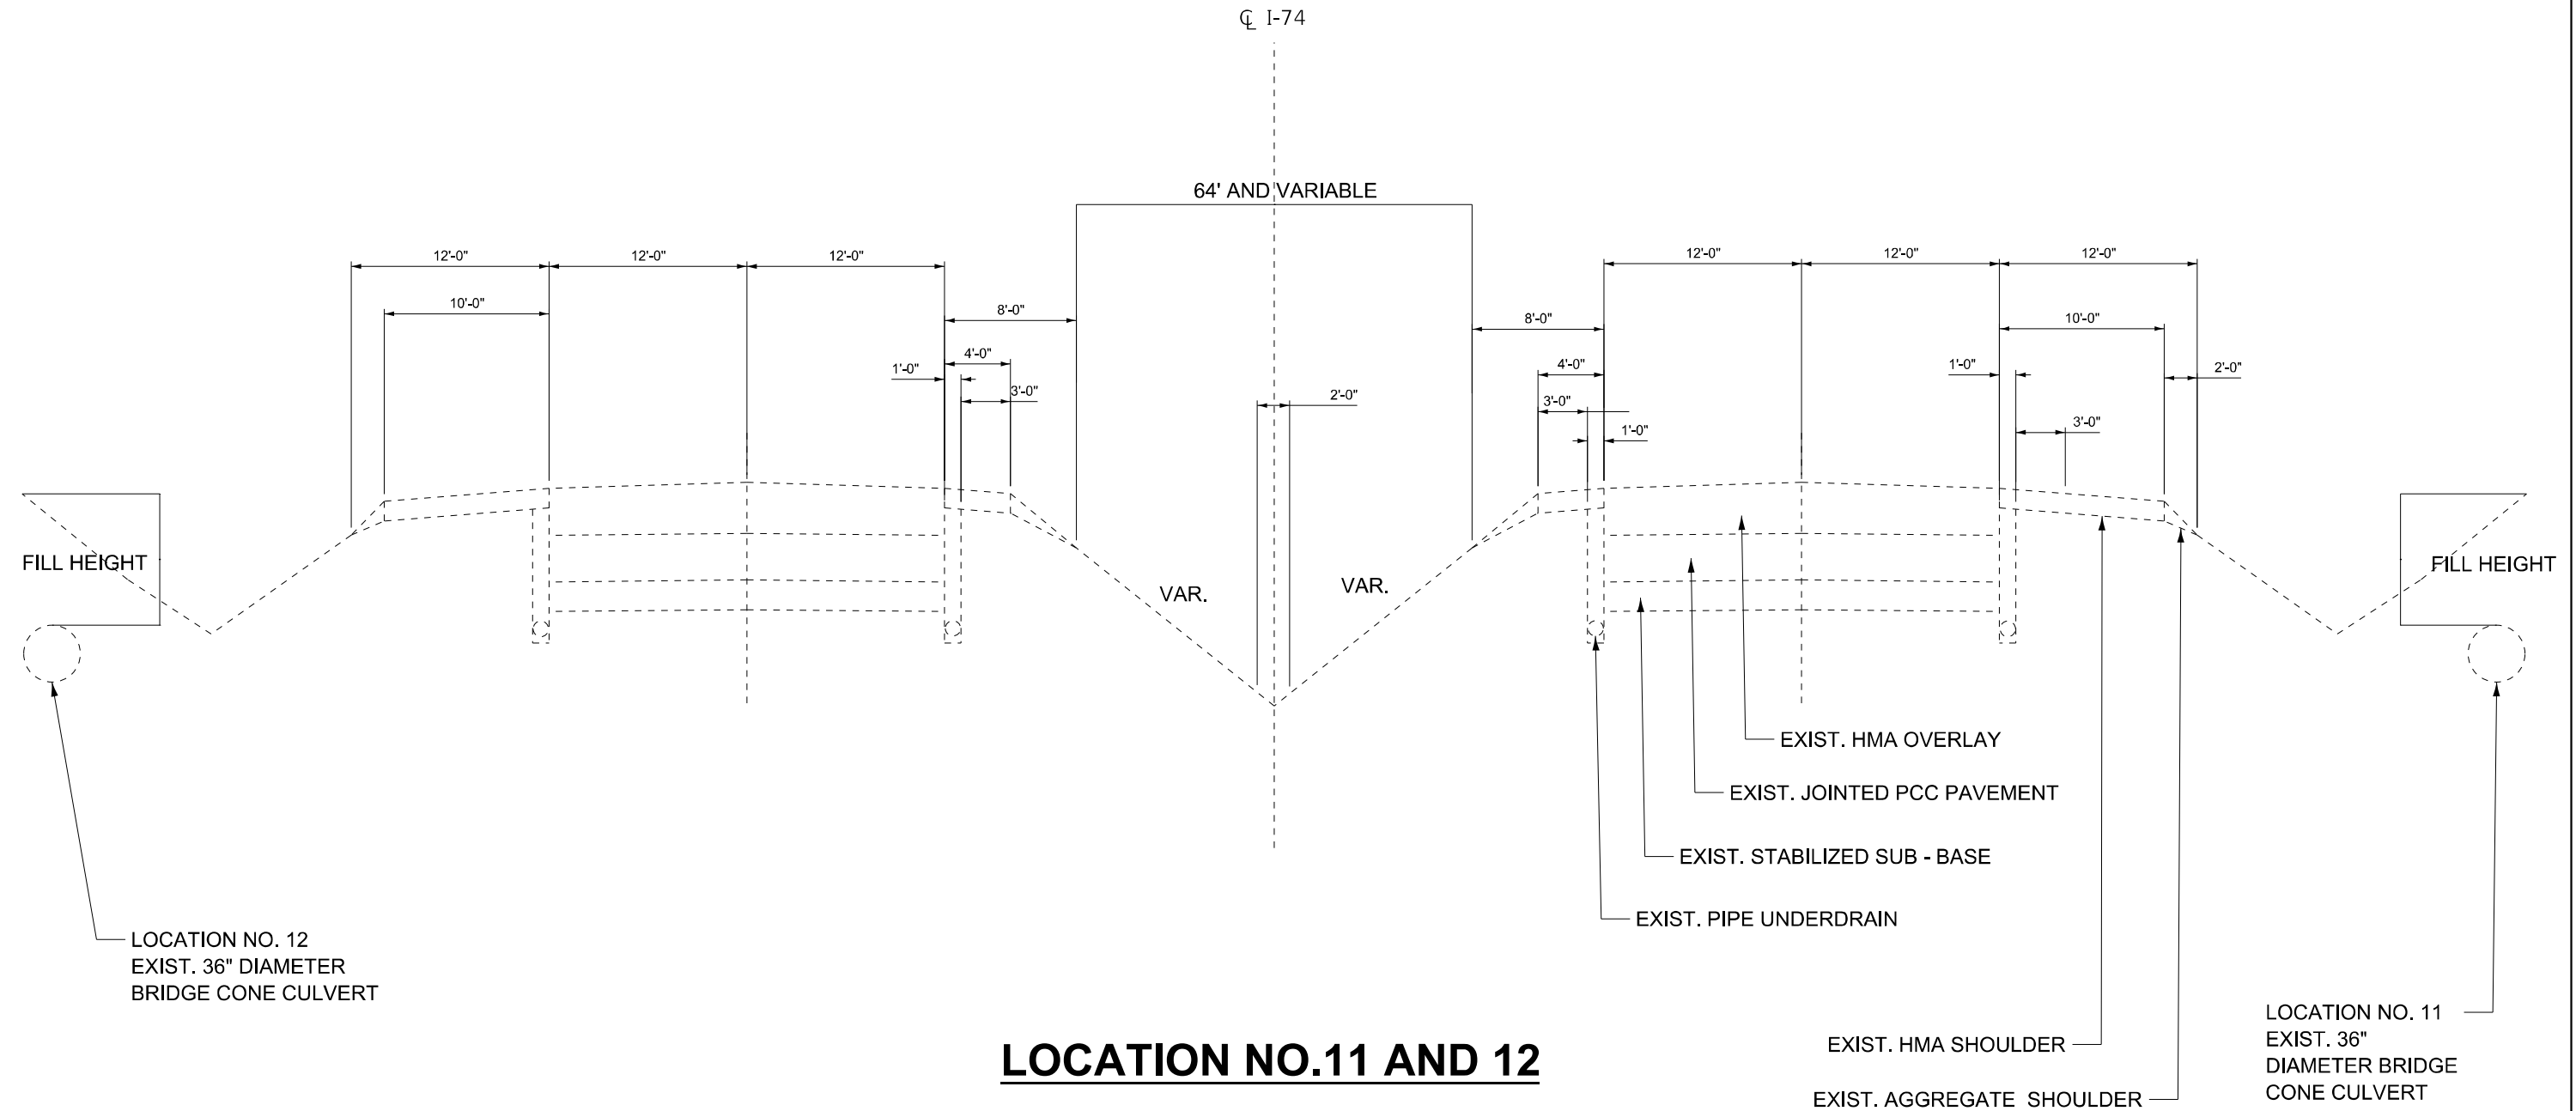 ℄ I-74
64' AND VARIABLE
12'-0" 12'-0" 12'-0" 12'-0" 12'-0" 12'-0"
10'-0" 8'-0" 8'-0" 10'-0"
1'-0" 4'-0" 4'-0" 1'-0" 2'-0"
3'-0" 2'-0" 3'-0"
1'-0" 3'-0"
FILL HEIGHT VAR. VAR. FILL HEIGHT
EXIST. HMA OVERLAY
EXIST. JOINTED PCC PAVEMENT
EXIST. STABILIZED SUB - BASE
EXIST. PIPE UNDERDRAIN
LOCATION NO. 12
EXIST. 36" DIAMETER
BRIDGE CONE CULVERT
LOCATION NO.11 AND 12
EXIST. HMA SHOULDER
EXIST. AGGREGATE SHOULDER
LOCATION NO. 11
EXIST. 36"
DIAMETER BRIDGE
CONE CULVERT